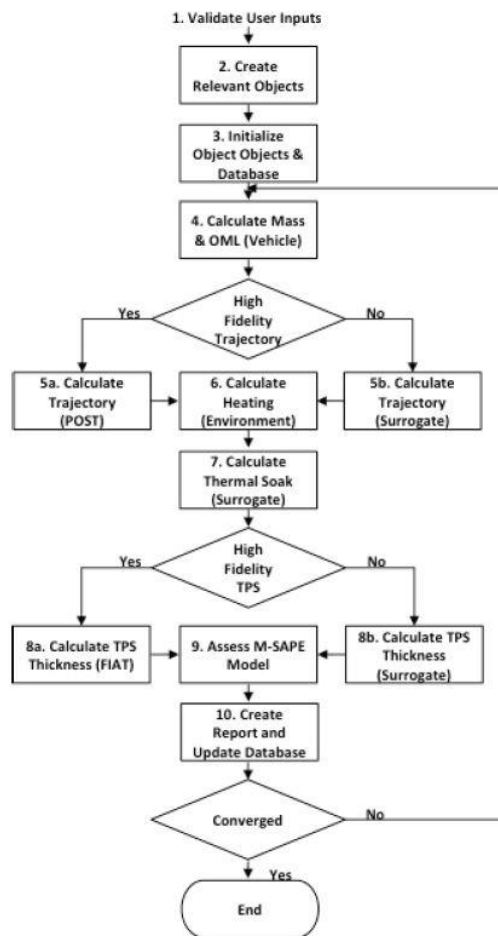 1. Validate User Inputs
2. Create
Relevant Objects
3. Initialize
Object Objects &
Database
4. Calculate Mass
& OML (Vehicle)
High
Fidelity
Trajectory
Yes
No
5a. Calculate
Trajectory
(POST)
6. Calculate
Heating
(Environment)
5b. Calculate
Trajectory
(Surrogate)
7. Calculate
Thermal Soak
(Surrogate)
High
Fidelity
TPS
Yes
No
8a. Calculate TPS
Thickness (FIAT)
9. Assess M-SAPE
Model
8b. Calculate TPS
Thickness
(Surrogate)
10. Create
Report and
Update Database
Converged
No
Yes
End